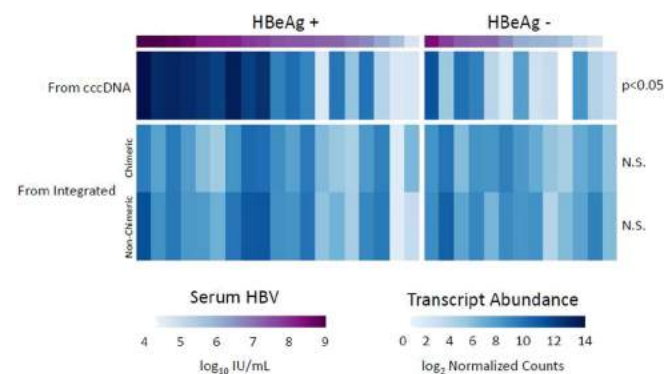 HBeAg +
HBeAg -
From cccDNA
p<0.05
From Integrated
Chimeric
N.S.
Non-Chimeric
N.S.
Serum HBV
4 5 6 7 8 9
log₁₀ IU/mL
Transcript Abundance
0 2 4 6 8 10 12 14
log₂ Normalized Counts